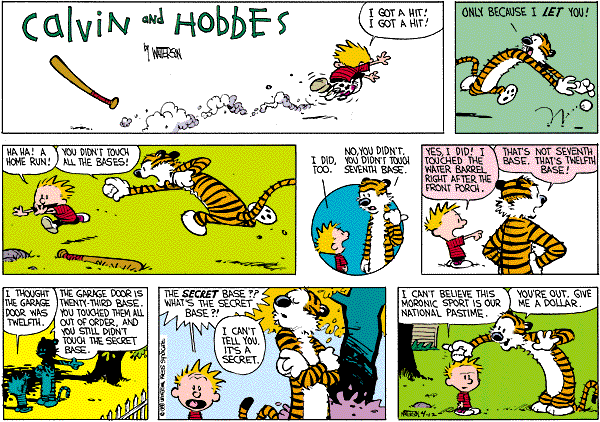 Calvin and HOBBES
by WATTERSON
I GOT A HIT!
I GOT A HIT!
ONLY BECAUSE I LET YOU!
HA HA! A
HOME RUN!
YOU DIDN'T TOUCH
ALL THE BASES!
I DID,
TOO.
NO, YOU DIDN'T.
YOU DIDN'T TOUCH
SEVENTH BASE.
YES, I DID! I
TOUCHED THE
WATER BARREL
RIGHT AFTER THE
FRONT PORCH.
THAT'S NOT SEVENTH
BASE. THAT'S TWELFTH
BASE!
I THOUGHT
THE GARAGE
DOOR WAS
TWELFTH.
THE GARAGE DOOR IS
TWENTY-THIRD BASE.
YOU TOUCHED THEM ALL
OUT OF ORDER, AND
YOU STILL DIDN'T
TOUCH THE SECRET
BASE.
THE SECRET BASE??
WHAT'S THE SECRET
BASE?!
I CAN'T
TELL YOU.
IT'S A
SECRET.
I CAN'T BELIEVE THIS
MORONIC SPORT IS OUR
NATIONAL PASTIME.
YOU'RE OUT. GIVE
ME A DOLLAR.